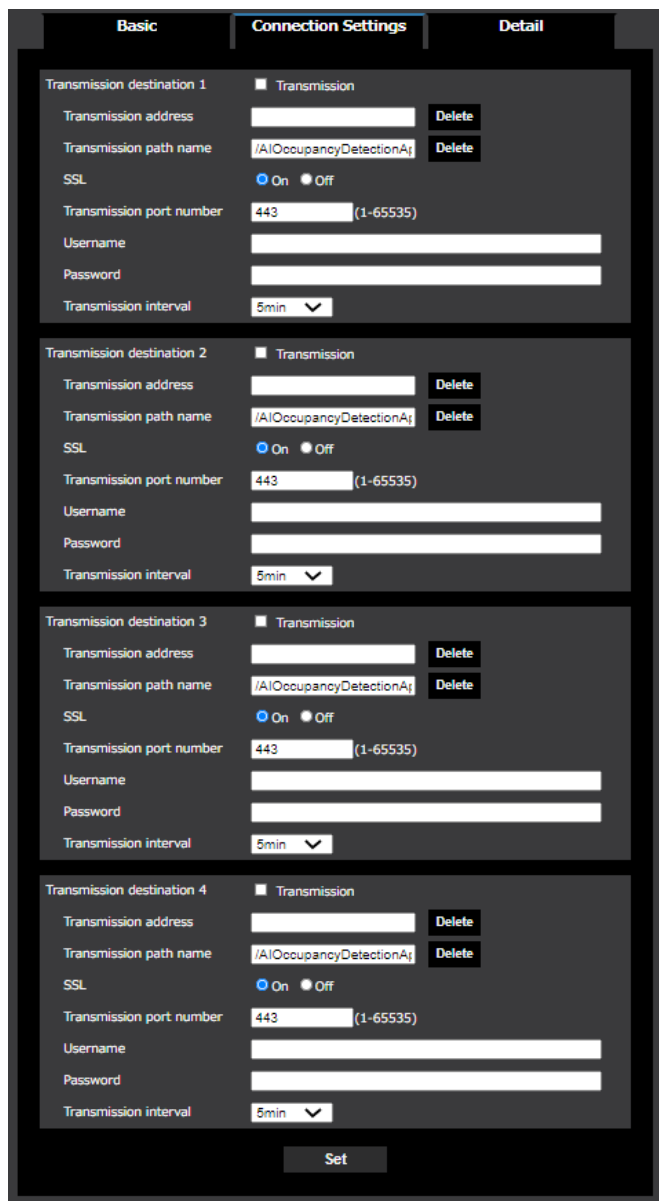 Basic Connection Settings Detail
Transmission destination 1 Transmission
Transmission address Delete
Transmission path name /AIOccupancyDetectionAp Delete
SSL On Off
Transmission port number 443 (1-65535)
Username
Password
Transmission interval 5min
Transmission destination 2 Transmission
Transmission address Delete
Transmission path name /AIOccupancyDetectionAp Delete
SSL On Off
Transmission port number 443 (1-65535)
Username
Password
Transmission interval 5min
Transmission destination 3 Transmission
Transmission address Delete
Transmission path name /AIOccupancyDetectionAp Delete
SSL On Off
Transmission port number 443 (1-65535)
Username
Password
Transmission interval 5min
Transmission destination 4 Transmission
Transmission address Delete
Transmission path name /AIOccupancyDetectionAp Delete
SSL On Off
Transmission port number 443 (1-65535)
Username
Password
Transmission interval 5min
Set